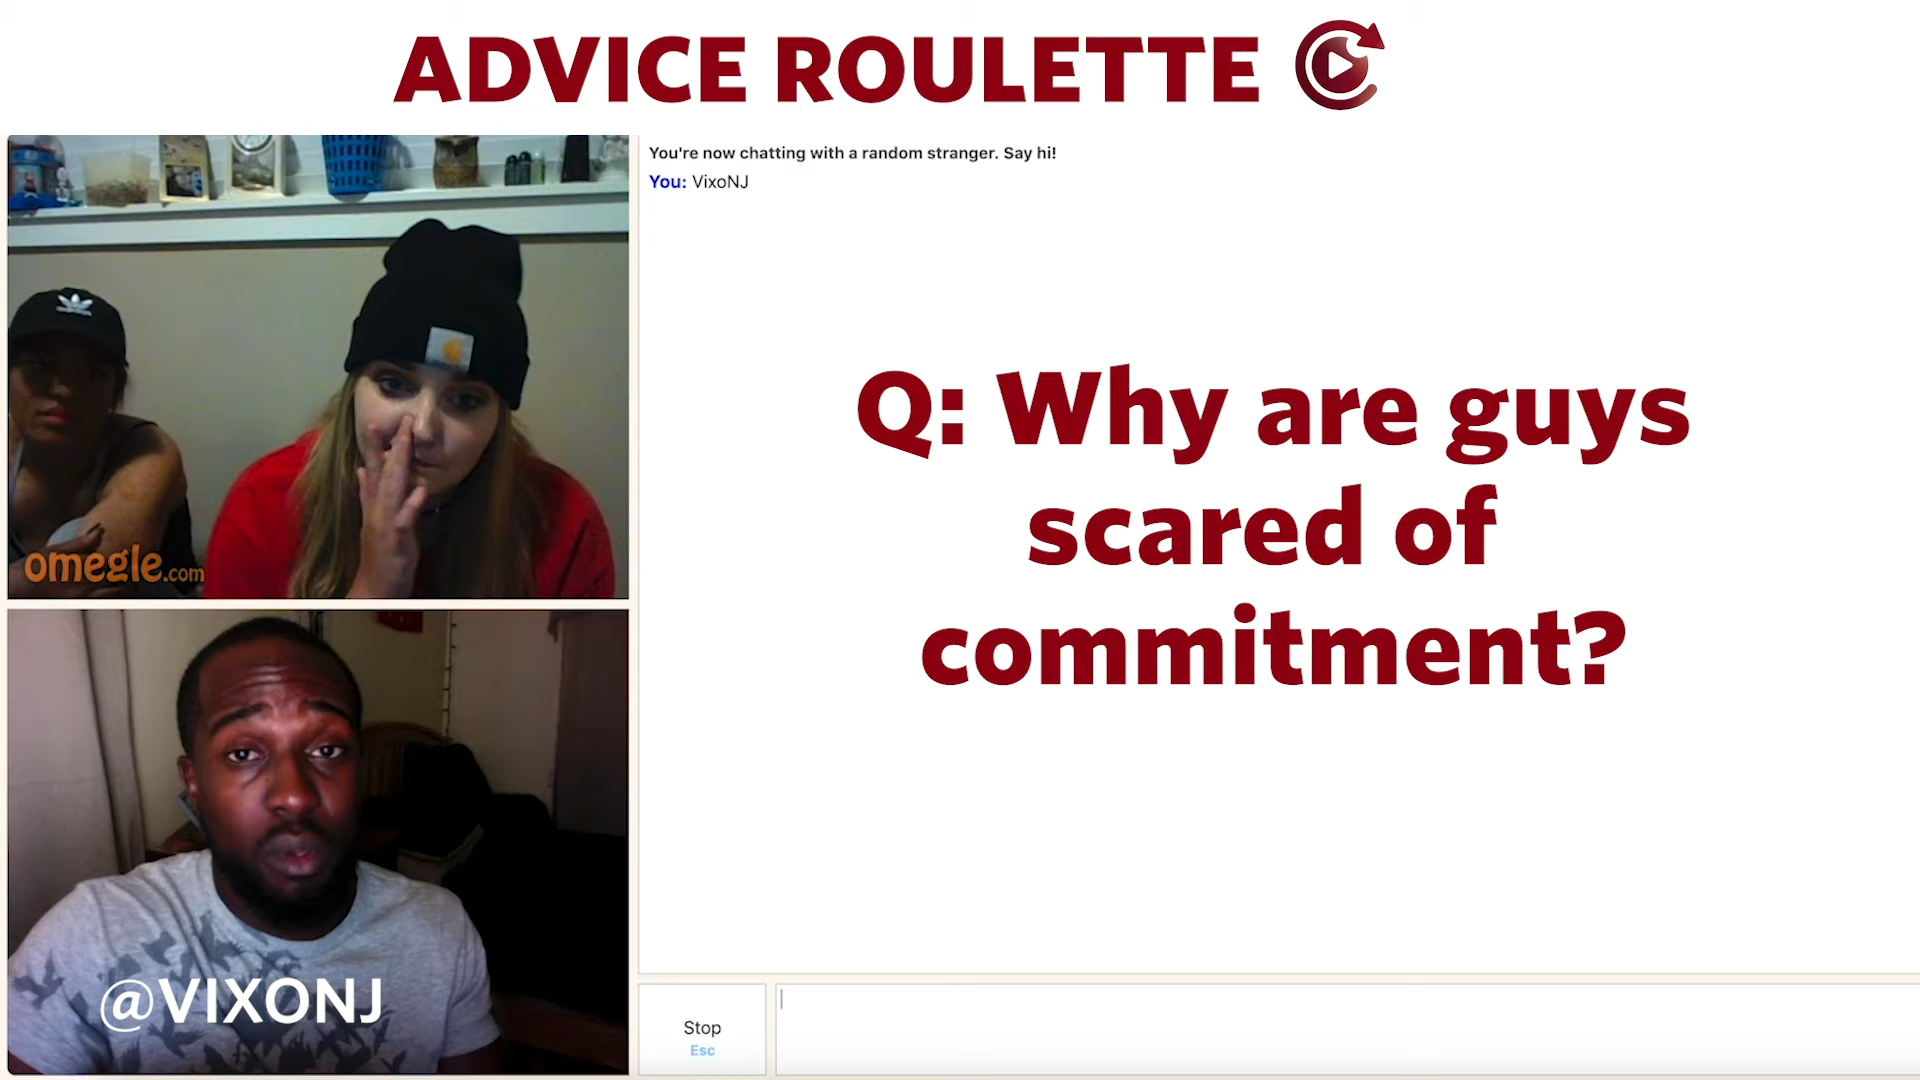 ADVICE ROULETTE
You're now chatting with a random stranger. Say hi!
You: VixoNJ
omegle.com
Q: Why are guys
scared of
commitment?
@VIXONJ
Stop
Esc